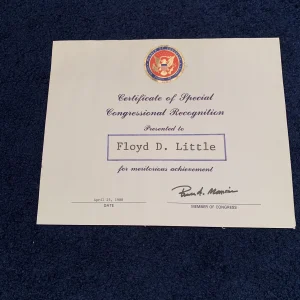 Certificate of Special
Congressional Recognition
Presented to
Floyd D. Little
for meritorious achievement
DATE
MEMBER OF CONGRESS